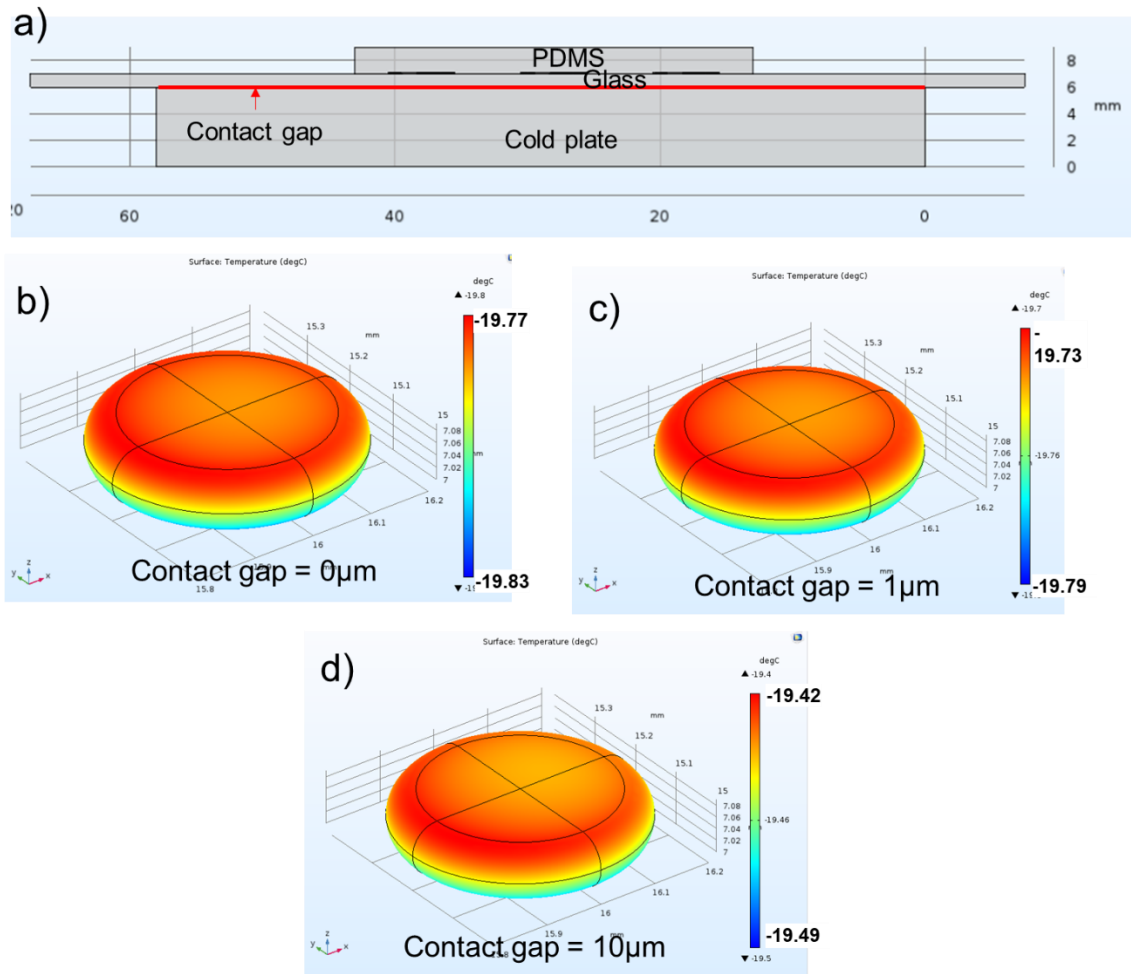 a)
PDMS
Glass
Contact gap
Cold plate
8
6
4
2
0
mm
20
60
40
20
0
b)
Surface: Temperature (degC)
degC
▲ -19.8
-19.77
15.3
mm
15.2
15.1
15
7.08
7.06
7.04
7.02
7
16.2
16.1
16
15.8
-19.83
y z x
Contact gap = 0µm
c)
Surface: Temperature (degC)
degC
▲ -19.7
-
19.73
15.3
mm
15.2
15.1
15
7.08
7.06
7.04
7.02
7
-19.76
16.2
16.1
16
15.9
mm
-19.79
y z x
Contact gap = 1µm
d)
Surface: Temperature (degC)
degC
▲ -19.4
-19.42
15.3
mm
15.2
15.1
15
7.08
7.06
7.04
7.02
7
-19.46
16.2
16.1
16
15.9
mm
-19.49
▼ -19.5
y z x
Contact gap = 10µm